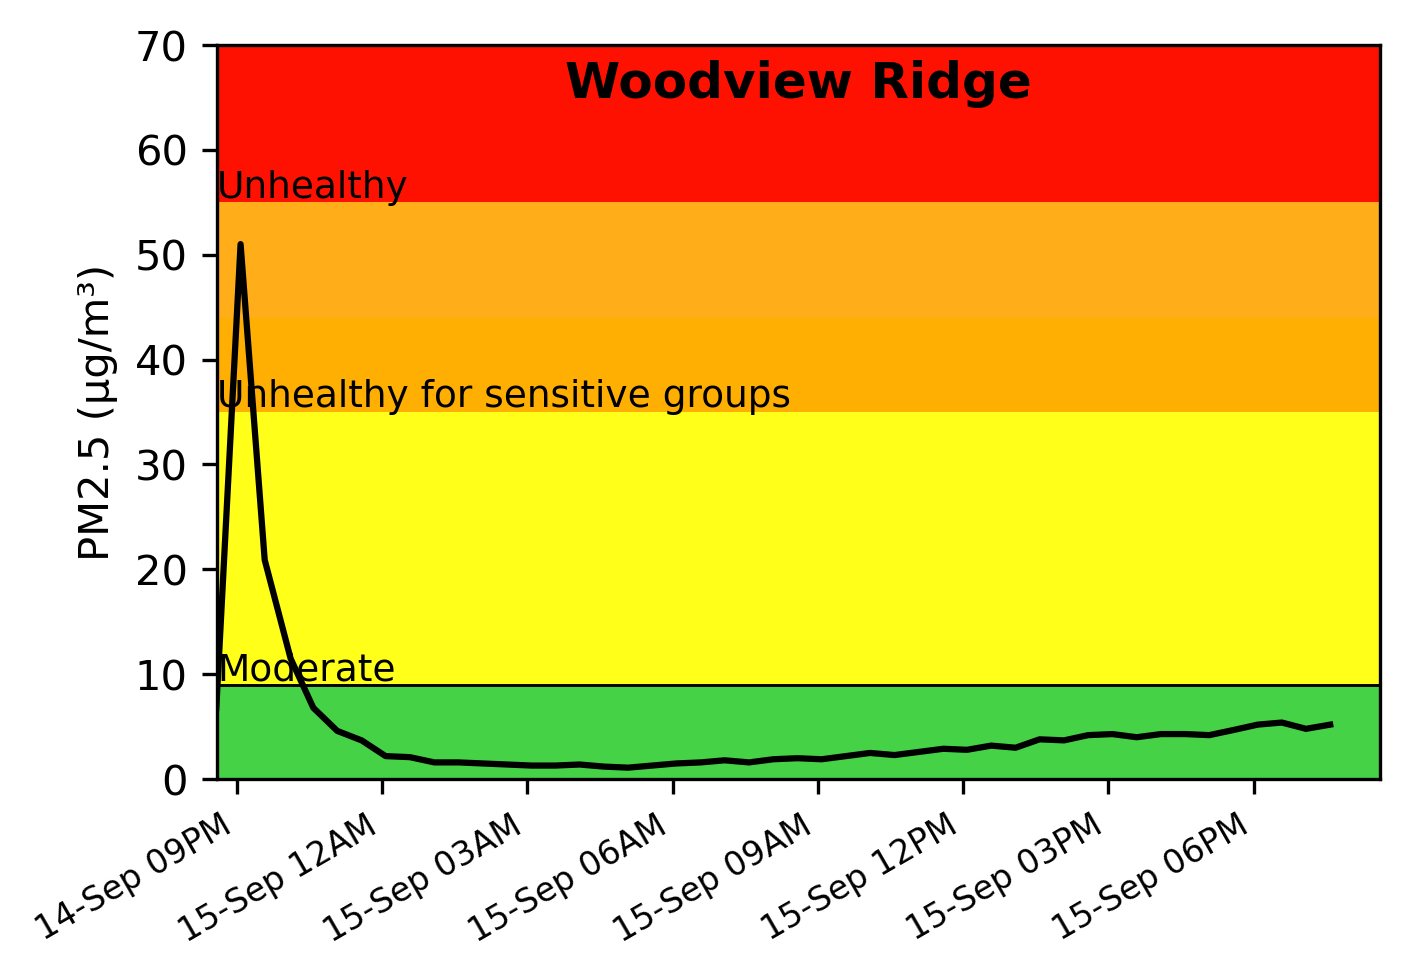 Woodview Ridge
70
60
50
40
30
20
10
0
PM2.5 (µg/m³)
Unhealthy
Unhealthy for sensitive groups
Moderate
14-Sep 09PM
15-Sep 12AM
15-Sep 03AM
15-Sep 06AM
15-Sep 09AM
15-Sep 12PM
15-Sep 03PM
15-Sep 06PM